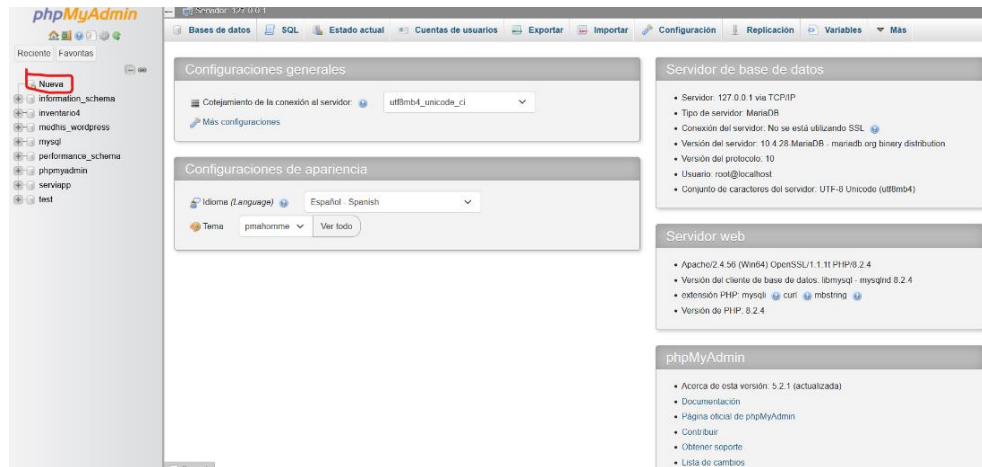 phpMyAdmin
Reciente Favoritas
Nueva
information_schema
inventario4
medhis_wordpress
mysql
performance_schema
phpmyadmin
serviapp
test
Servidor: 127.0.0.1
Bases de datos SQL Estado actual Cuentas de usuarios Exportar Importar Configuración Replicación Variables Más
Configuraciones generales
Cotejamiento de la conexión al servidor: utf8mb4_unicode_ci
Más configuraciones
Configuraciones de apariencia
Idioma (Language) Español - Spanish
Tema pmahomme Ver todo
Servidor de base de datos
• Servidor: 127.0.0.1 via TCP/IP
• Tipo de servidor: MariaDB
• Conexión del servidor: No se está utilizando SSL
• Versión del servidor: 10.4.28-MariaDB - mariadb.org binary distribution
• Versión del protocolo: 10
• Usuario: root@localhost
• Conjunto de caracteres del servidor: UTF-8 Unicode (utf8mb4)
Servidor web
• Apache/2.4.56 (Win64) OpenSSL/1.1.1t PHP/8.2.4
• Versión del cliente de base de datos: libmysql - mysqlnd 8.2.4
• extensión PHP: mysqli curl mbstring
• Versión de PHP: 8.2.4
phpMyAdmin
• Acerca de esta versión: 5.2.1 (actualizada)
• Documentación
• Página oficial de phpMyAdmin
• Contribuir
• Obtener soporte
• Lista de cambios